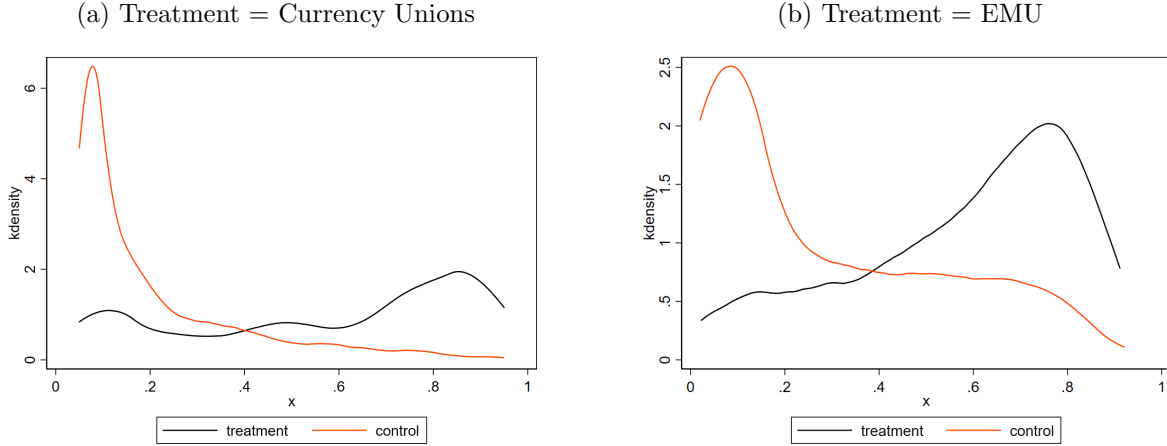 (a) Treatment = Currency Unions
kdensity
6
4
2
0
0 .2 .4 .6 .8 1
x
treatment control
(b) Treatment = EMU
kdensity
2.5
2
1.5
1
.5
0
0 .2 .4 .6 .8 1
x
treatment control